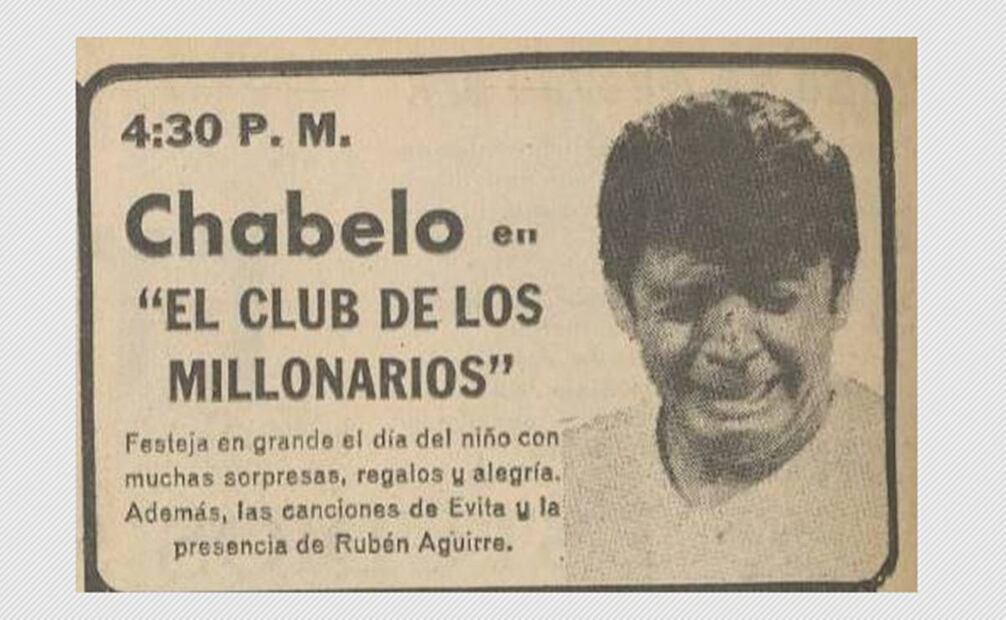 4:30 P. M.
Chabelo en
“EL CLUB DE LOS
MILLONARIOS”
Festeja en grande el día del niño con
muchas sorpresas, regalos y alegría.
Además, las canciones de Evita y la
presencia de Rubén Aguirre.